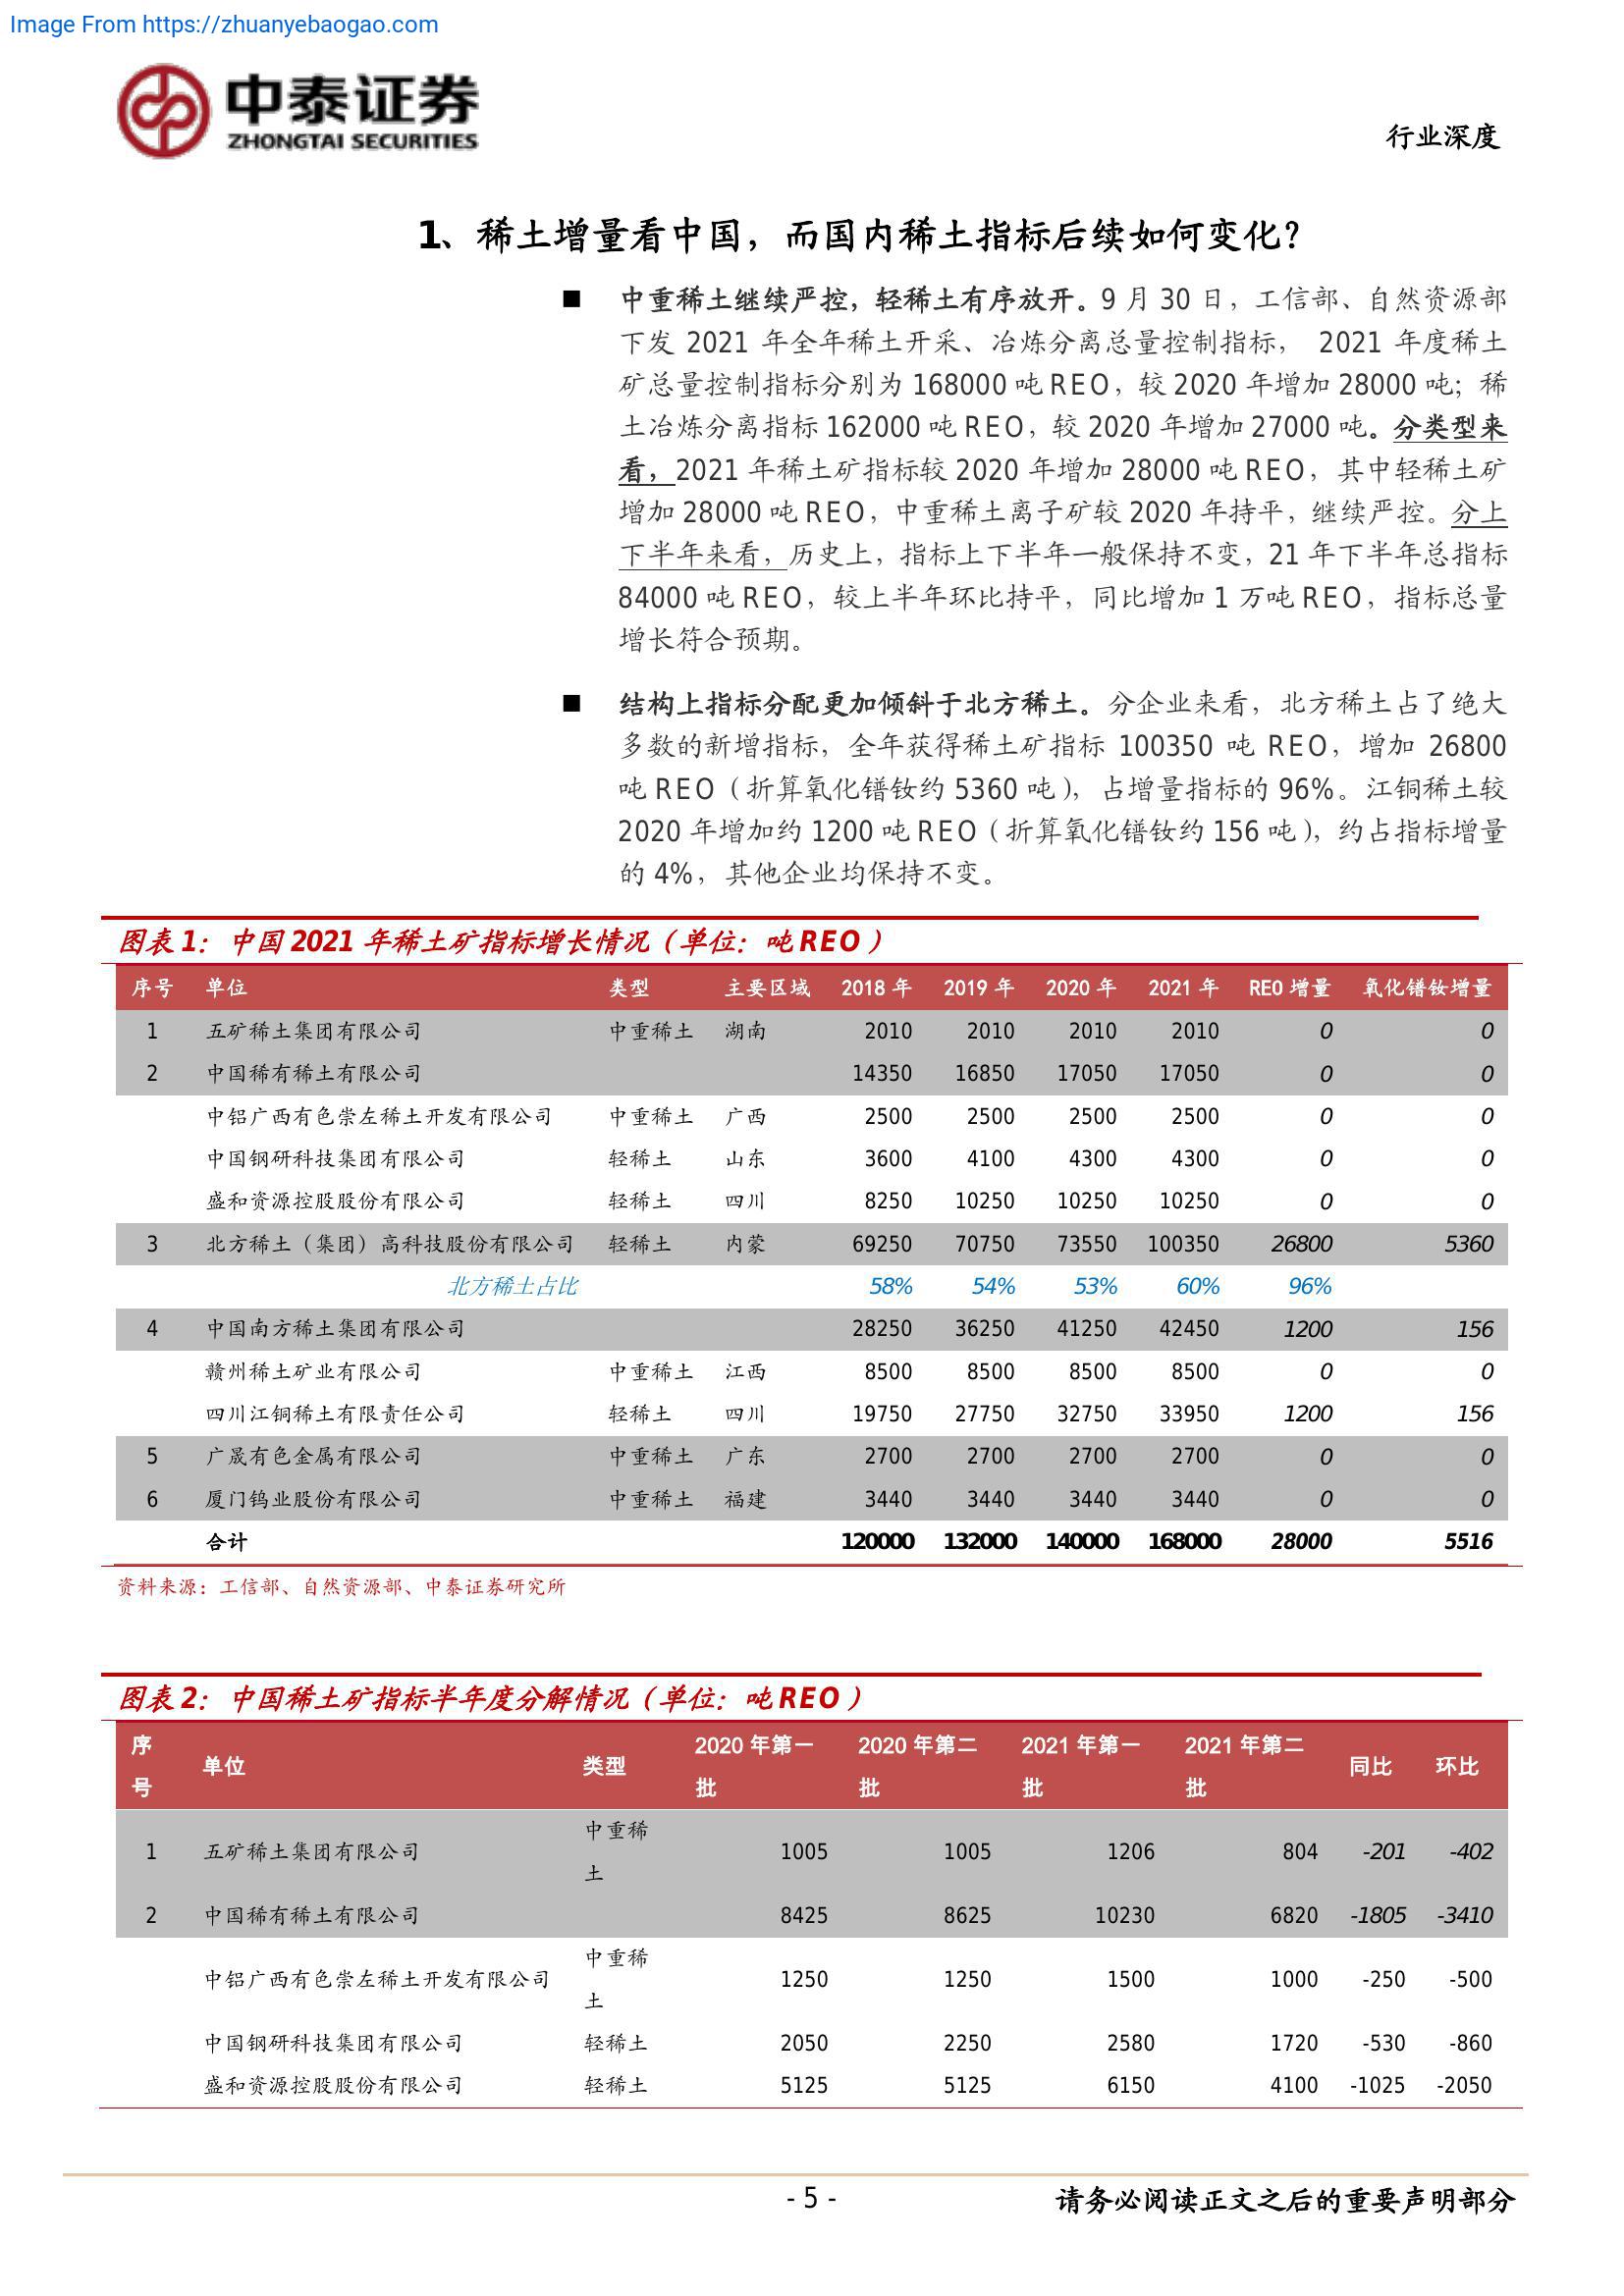 Image From https://zhuanyebaogao.com
中泰证券
ZHONGTAI SECURITIES
行业深度
1、稀土增量看中国，而国内稀土指标后续如何变化？
■ 中重稀土继续严控，轻稀土有序放开。9 月 30 日，工信部、自然资源部
下发 2021 年全年稀土开采、冶炼分离总量控制指标， 2021 年度稀土
矿总量控制指标分别为 168000 吨 REO，较 2020 年增加 28000 吨；稀
土冶炼分离指标 162000 吨 REO，较 2020 年增加 27000 吨。分类型来
看，2021 年稀土矿指标较 2020 年增加 28000 吨 REO，其中轻稀土矿
增加 28000 吨 REO，中重稀土离子矿较 2020 年持平，继续严控。分上
下半年来看，历史上，指标上下半年一般保持不变，21 年下半年总指标
84000 吨 REO，较上半年环比持平，同比增加 1 万吨 REO，指标总量
增长符合预期。
■ 结构上指标分配更加倾斜于北方稀土。分企业来看，北方稀土占了绝大
多数的新增指标，全年获得稀土矿指标 100350 吨 REO，增加 26800
吨 REO（折算氧化镨钕约 5360 吨），占增量指标的 96%。江铜稀土较
2020 年增加约 1200 吨 REO（折算氧化镨钕约 156 吨），约占指标增量
的 4%，其他企业均保持不变。
图表 1：中国 2021 年稀土矿指标增长情况（单位：吨 REO）
序号 单位 类型 主要区域 2018 年 2019 年 2020 年 2021 年 REO 增量 氧化镨钕增量
1 五矿稀土集团有限公司 中重稀土 湖南 2010 2010 2010 2010 0 0
2 中国稀有稀土有限公司 14350 16850 17050 17050 0 0
中铝广西有色崇左稀土开发有限公司 中重稀土 广西 2500 2500 2500 2500 0 0
中国钢研科技集团有限公司 轻稀土 山东 3600 4100 4300 4300 0 0
盛和资源控股股份有限公司 轻稀土 四川 8250 10250 10250 10250 0 0
3 北方稀土（集团）高科技股份有限公司 轻稀土 内蒙 69250 70750 73550 100350 26800 5360
北方稀土占比 58% 54% 53% 60% 96%
4 中国南方稀土集团有限公司 28250 36250 41250 42450 1200 156
赣州稀土矿业有限公司 中重稀土 江西 8500 8500 8500 8500 0 0
四川江铜稀土有限责任公司 轻稀土 四川 19750 27750 32750 33950 1200 156
5 广晟有色金属有限公司 中重稀土 广东 2700 2700 2700 2700 0 0
6 厦门钨业股份有限公司 中重稀土 福建 3440 3440 3440 3440 0 0
合计 120000 132000 140000 168000 28000 5516
资料来源：工信部、自然资源部、中泰证券研究所
图表 2：中国稀土矿指标半年度分解情况（单位：吨 REO）
序号 单位 类型 2020 年第一批 2020 年第二批 2021 年第一批 2021 年第二批 同比 环比
1 五矿稀土集团有限公司 中重稀土 1005 1005 1206 804 -201 -402
2 中国稀有稀土有限公司 8425 8625 10230 6820 -1805 -3410
中铝广西有色崇左稀土开发有限公司 中重稀土 1250 1250 1500 1000 -250 -500
中国钢研科技集团有限公司 轻稀土 2050 2250 2580 1720 -530 -860
盛和资源控股股份有限公司 轻稀土 5125 5125 6150 4100 -1025 -2050
- 5 -
请务必阅读正文之后的重要声明部分